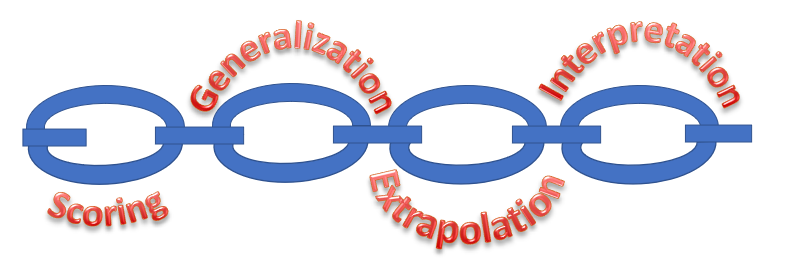 Scoring
Generalization
Extrapolation
Interpretation